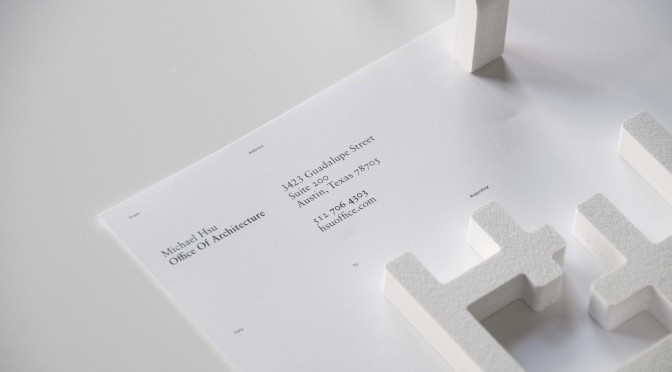 From
Michael Hsu
Office Of Architecture
Address
3423 Guadalupe Street
Suite 200
Austin, Texas 78705
512 706 4303
hsuoffice.com
To
Date